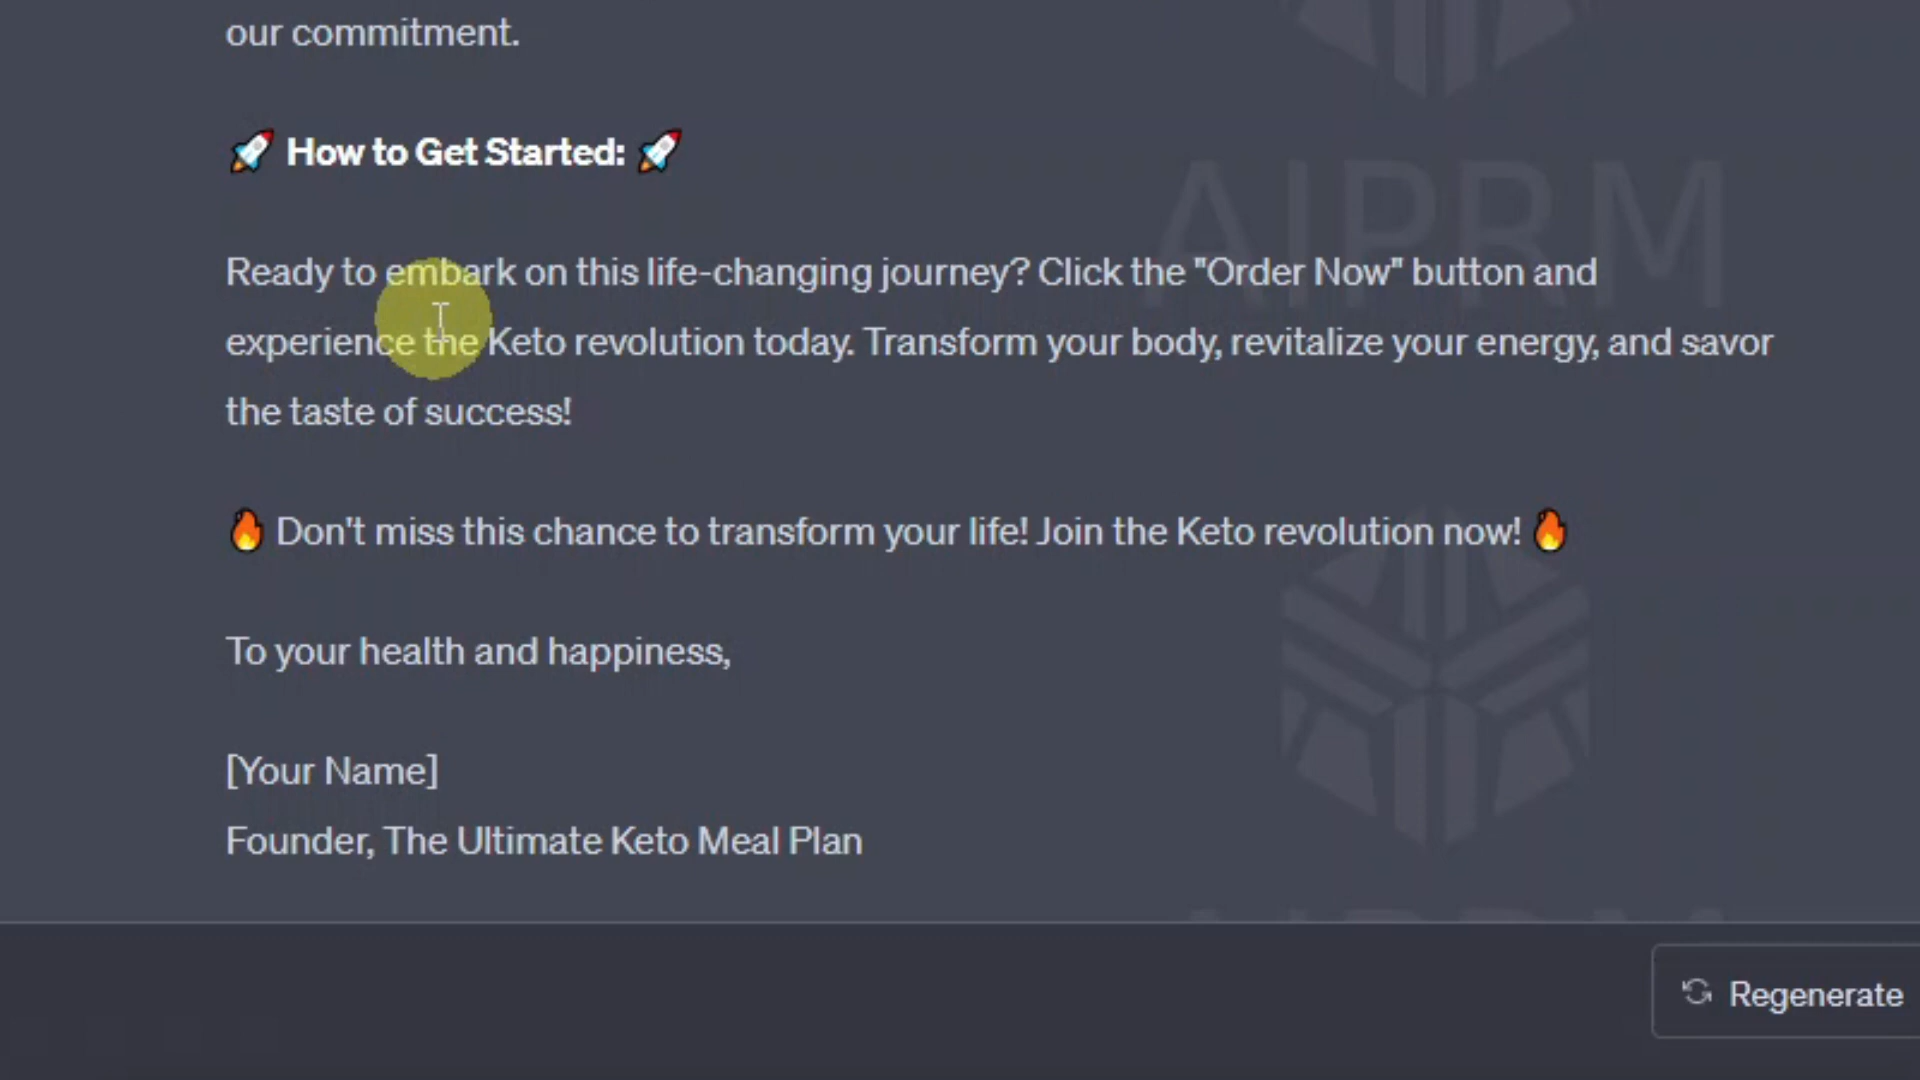 our commitment.
🚀 How to Get Started: 🚀
AIPRM
Ready to embark on this life-changing journey? Click the "Order Now" button and
experience the Keto revolution today. Transform your body, revitalize your energy, and savor
the taste of success!
🔥 Don't miss this chance to transform your life! Join the Keto revolution now! 🔥
To your health and happiness,
[Your Name]
Founder, The Ultimate Keto Meal Plan
Regenerate